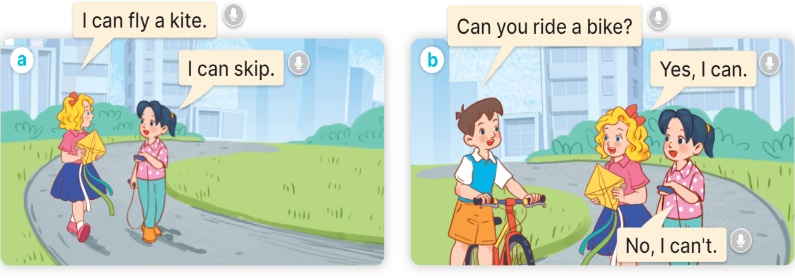 I can fly a kite.
a
I can skip.
Can you ride a bike?
b
Yes, I can.
No, I can't.